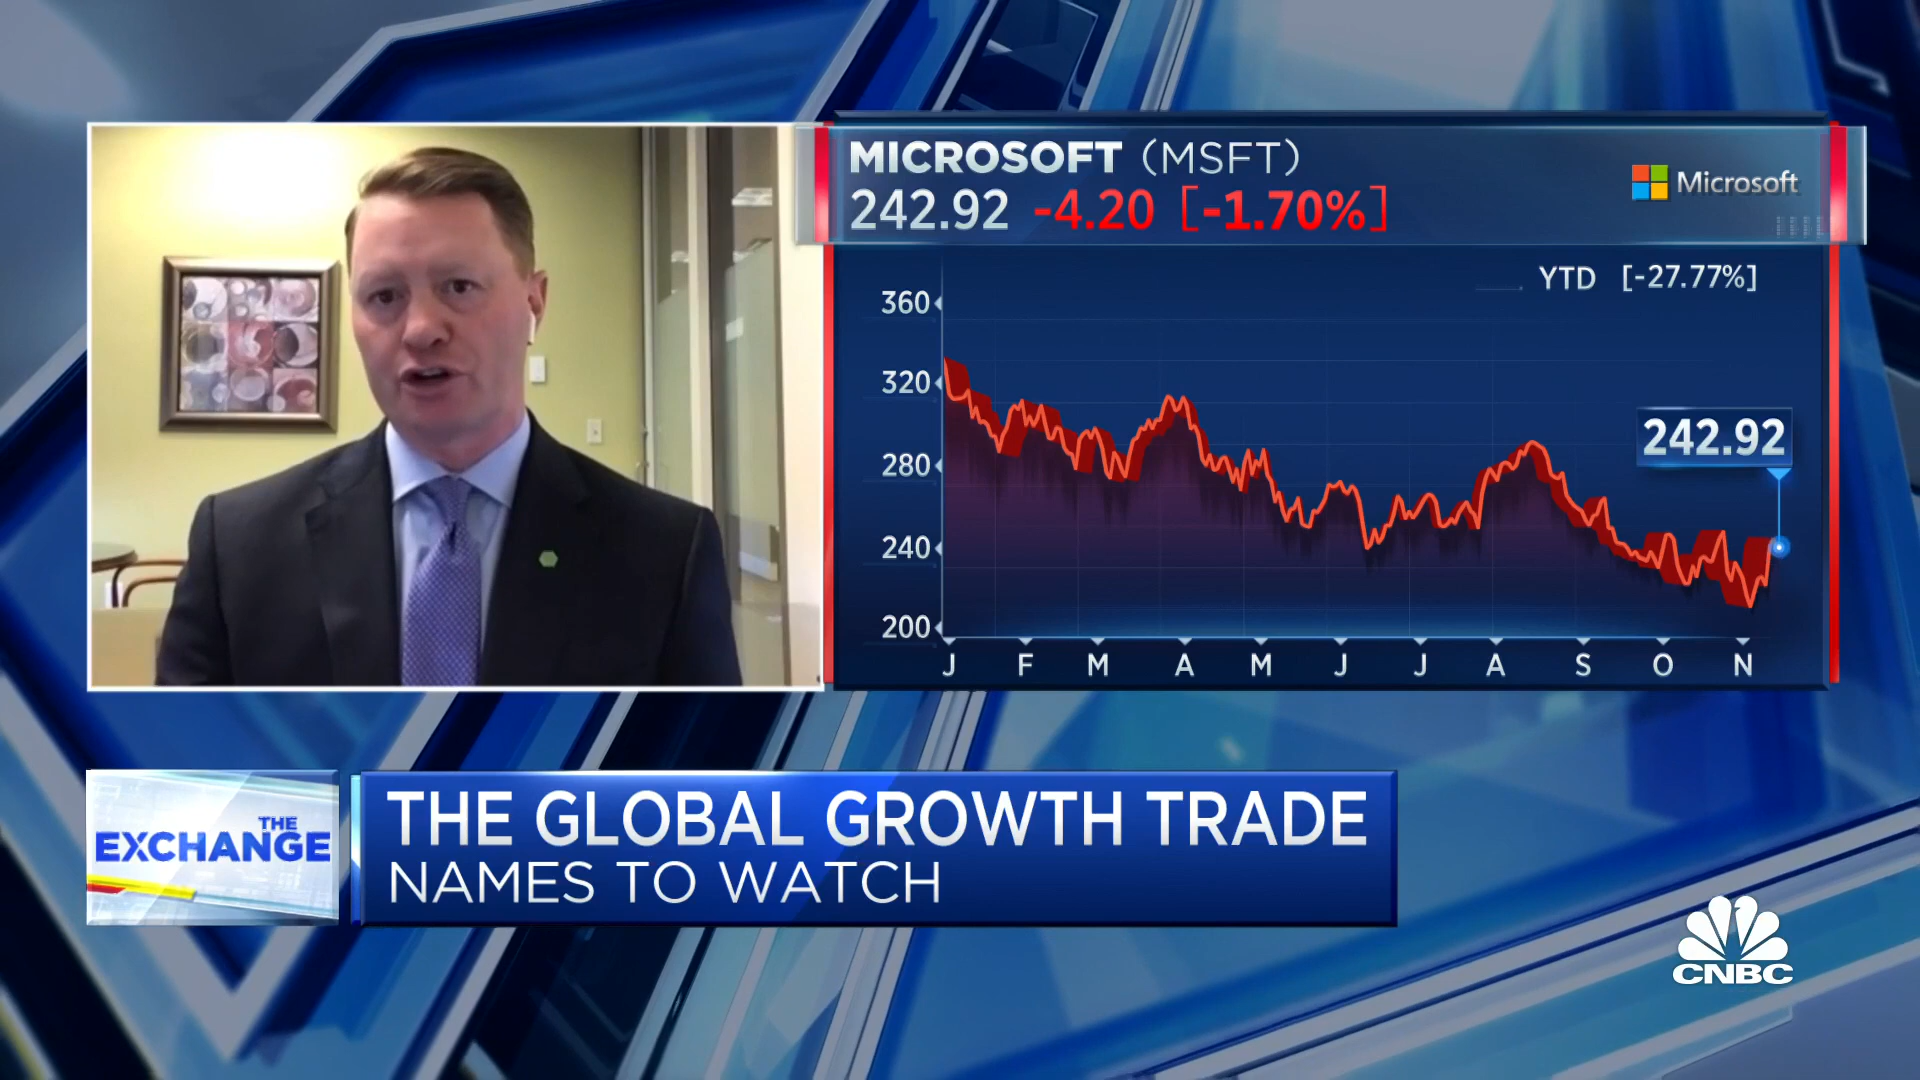 MICROSOFT (MSFT)
242.92 -4.20 [-1.70%]
Microsoft
YTD [-27.77%]
360
320
280
240
200
242.92
J F M A M J J A S O N
THE EXCHANGE
THE GLOBAL GROWTH TRADE
NAMES TO WATCH
CNBC